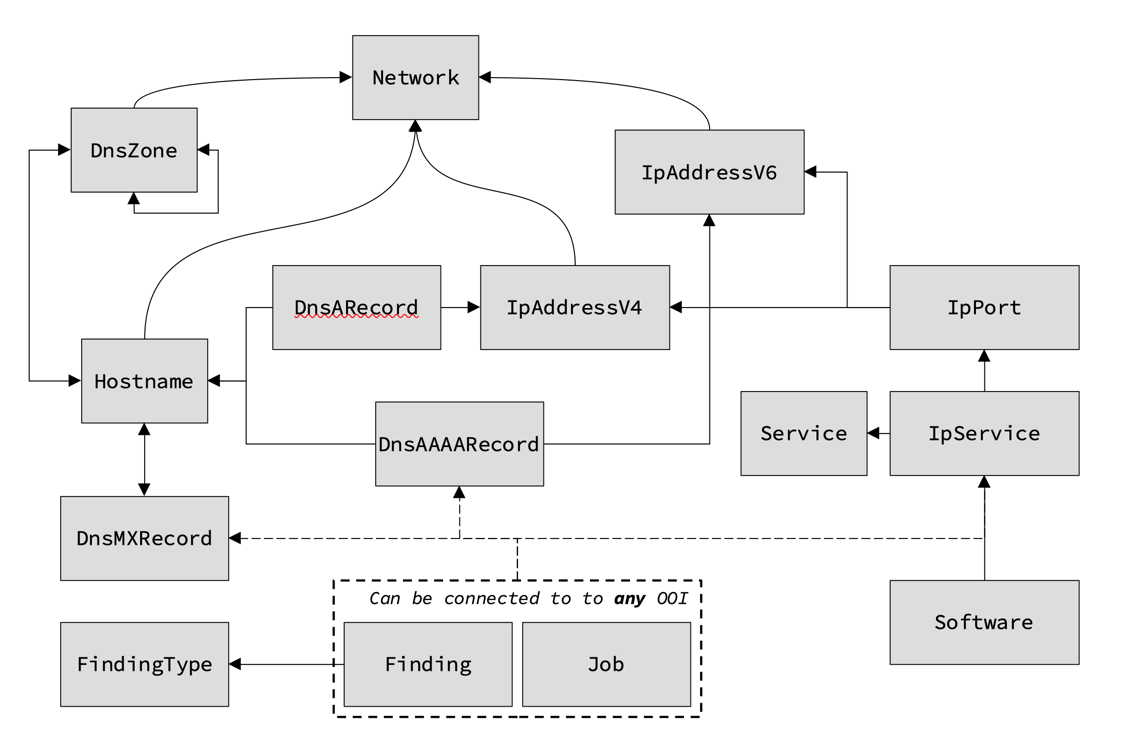 Network
DnsZone
IpAddressV6
DnsARecord
IpAddressV4
IpPort
Hostname
DnsAAAARecord
Service
IpService
DnsMXRecord
Can be connected to to any OOI
Software
FindingType
Finding
Job